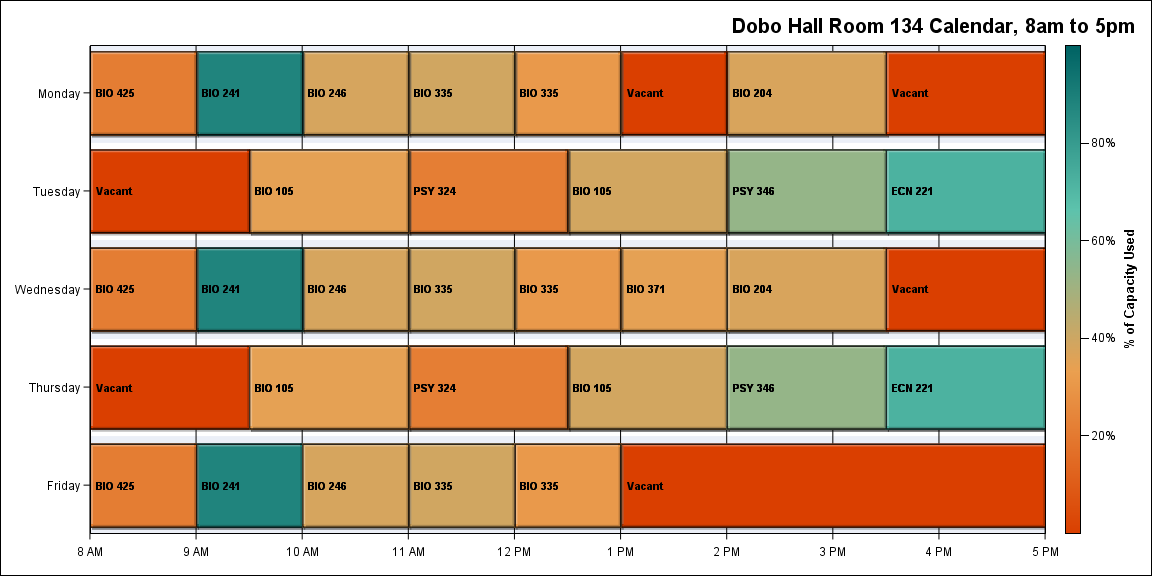 Dobo Hall Room 134 Calendar, 8am to 5pm
Monday
BIO 425
BIO 241
BIO 246
BIO 335
BIO 335
Vacant
BIO 204
Vacant
Tuesday
Vacant
BIO 105
PSY 324
BIO 105
PSY 346
ECN 221
Wednesday
BIO 425
BIO 241
BIO 246
BIO 335
BIO 335
BIO 371
BIO 204
Vacant
Thursday
Vacant
BIO 105
PSY 324
BIO 105
PSY 346
ECN 221
Friday
BIO 425
BIO 241
BIO 246
BIO 335
BIO 335
Vacant
8 AM
9 AM
10 AM
11 AM
12 PM
1 PM
2 PM
3 PM
4 PM
5 PM
80%
60%
40%
20%
% of Capacity Used